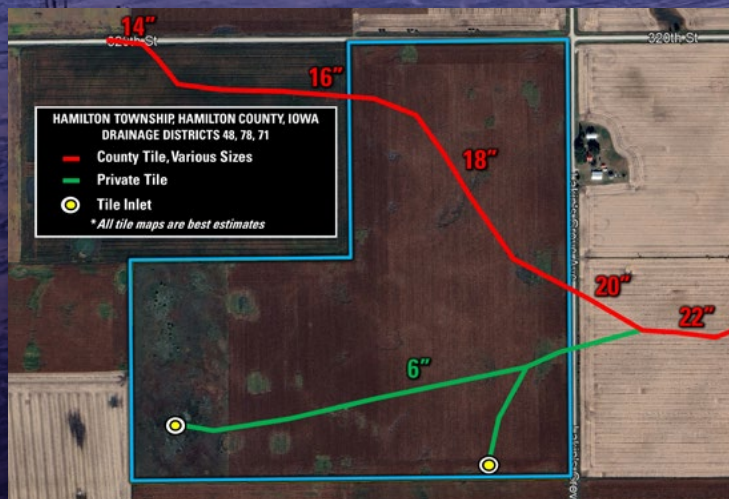 14"
320th St
320th St
16"
HAMILTON TOWNSHIP, HAMILTON COUNTY, IOWA
DRAINAGE DISTRICTS 48, 78, 71
County Tile, Various Sizes
Private Tile
Tile Inlet
* All tile maps are best estimates
18"
20"
22"
6"